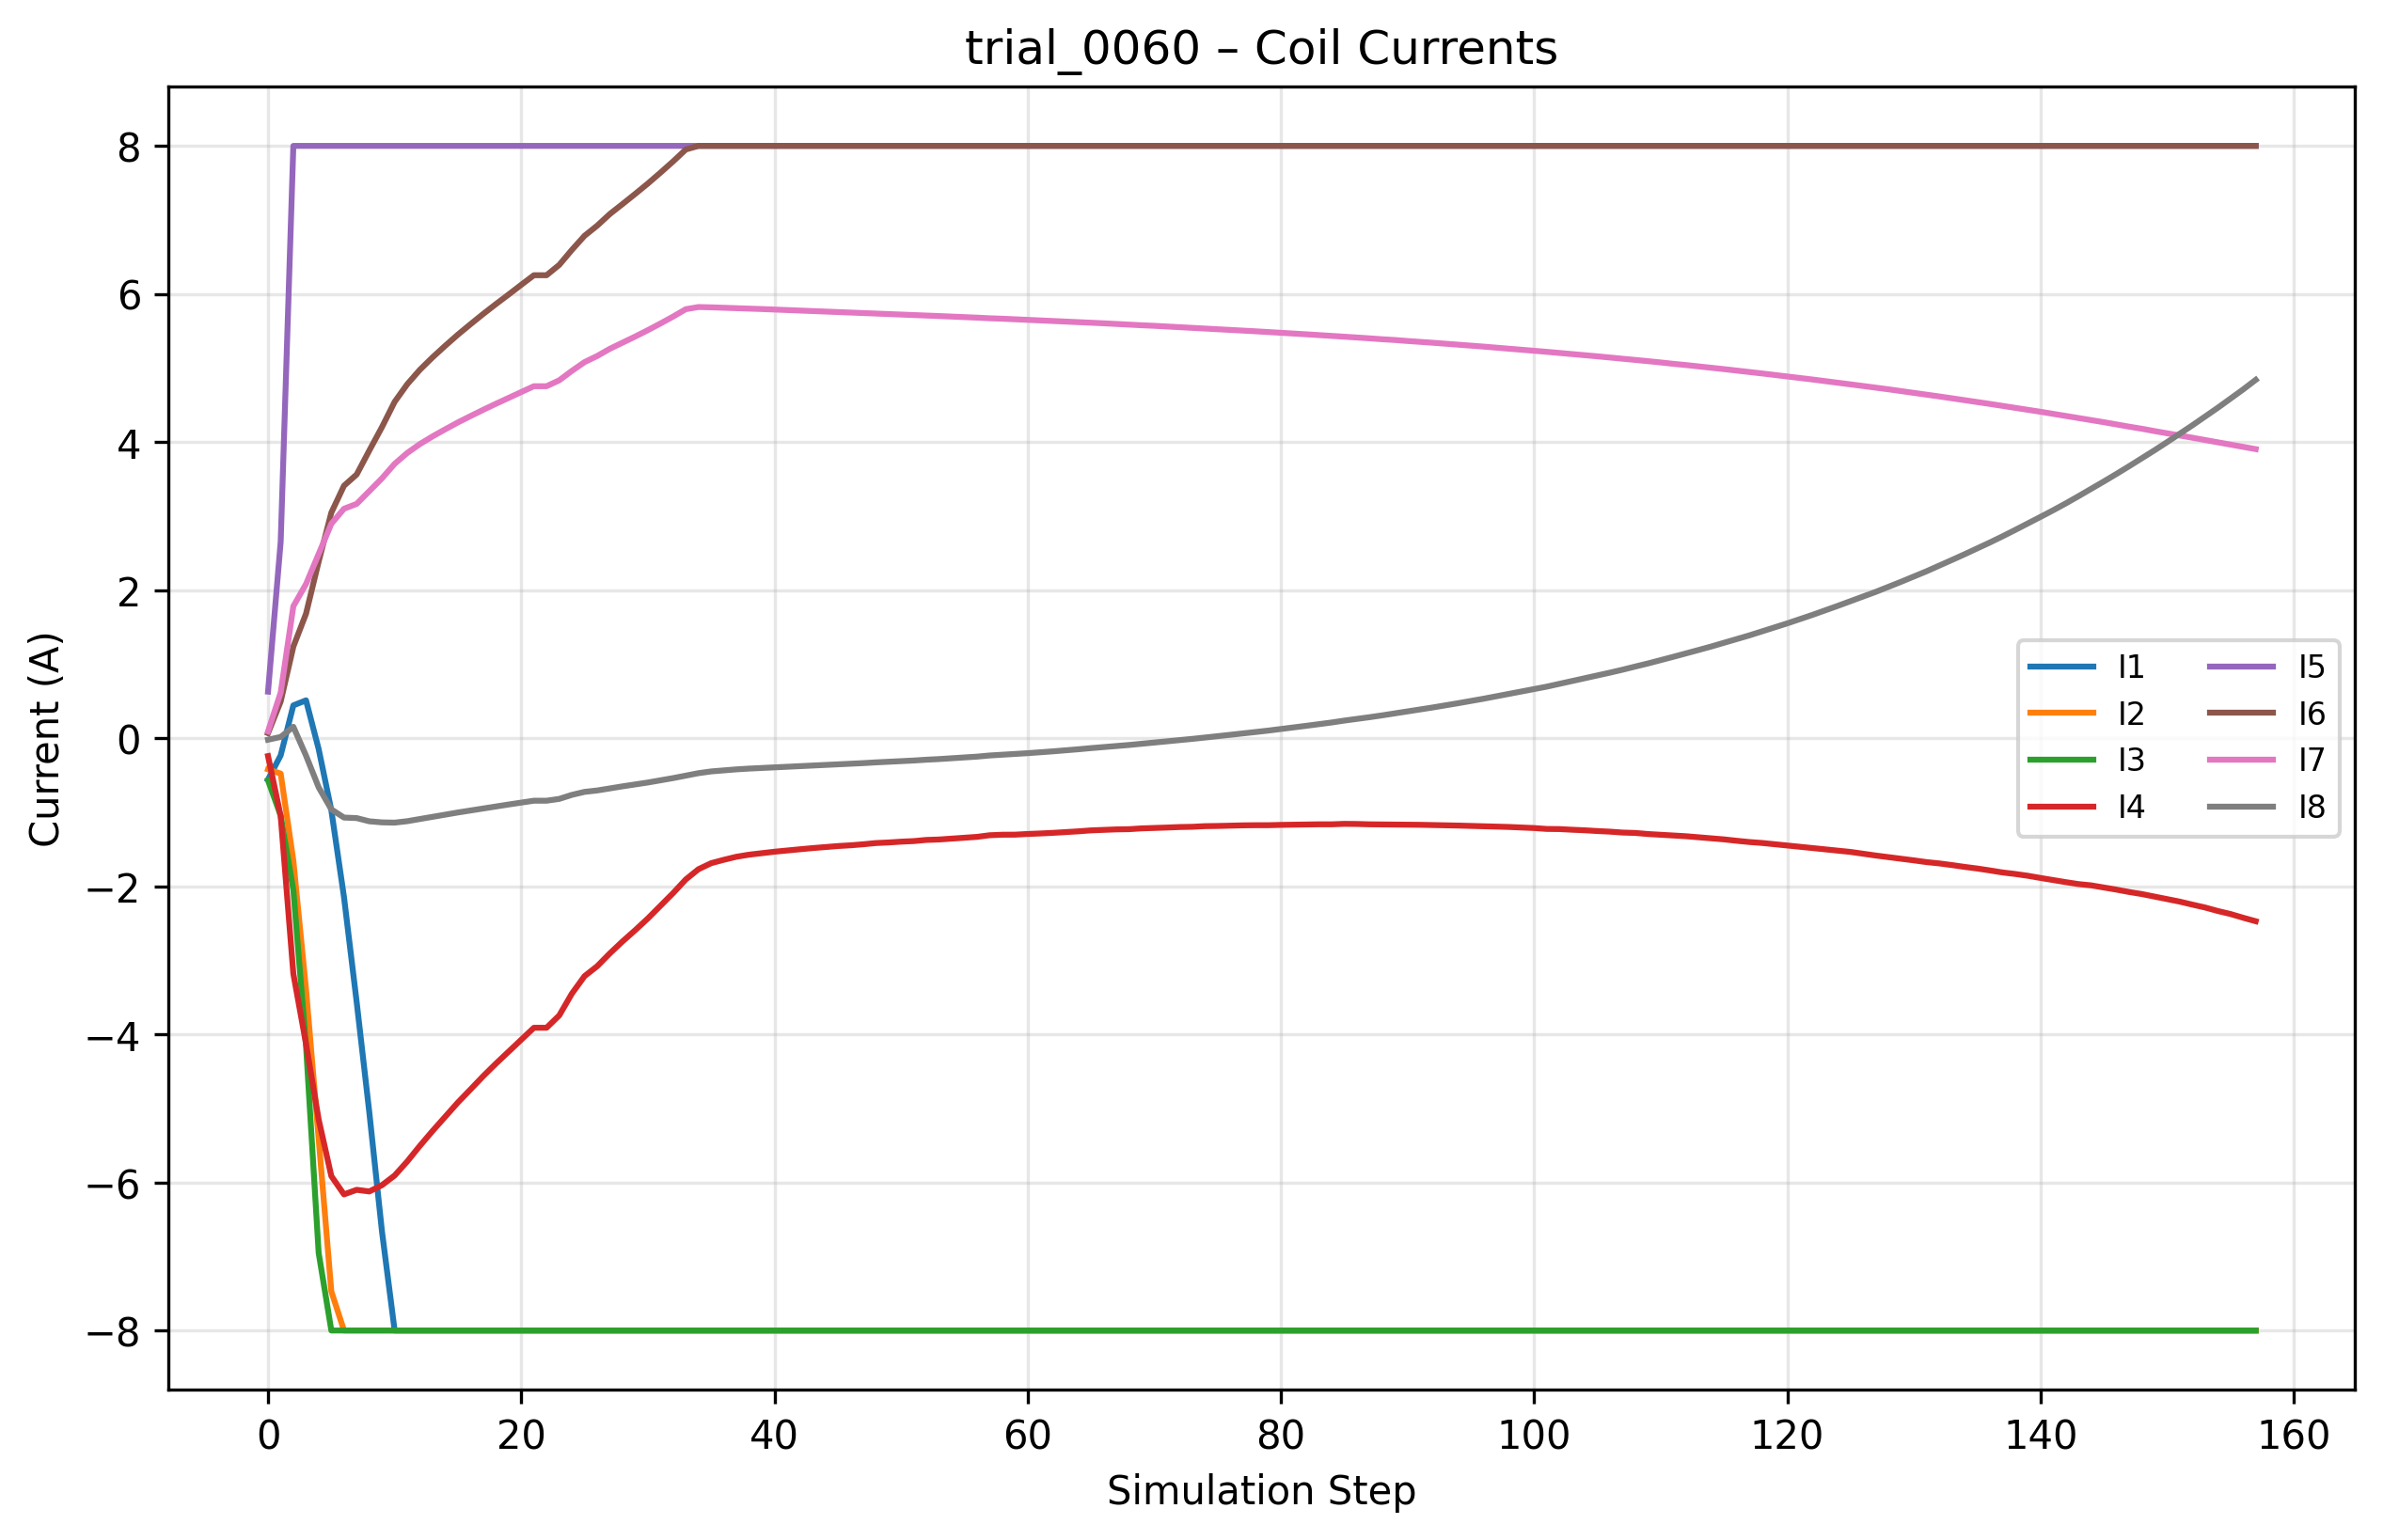 trial_0060 – Coil Currents
Current (A)
8
6
4
2
0
−2
−4
−6
−8
I1
I2
I3
I4
I5
I6
I7
I8
0 20 40 60 80 100 120 140 160
Simulation Step